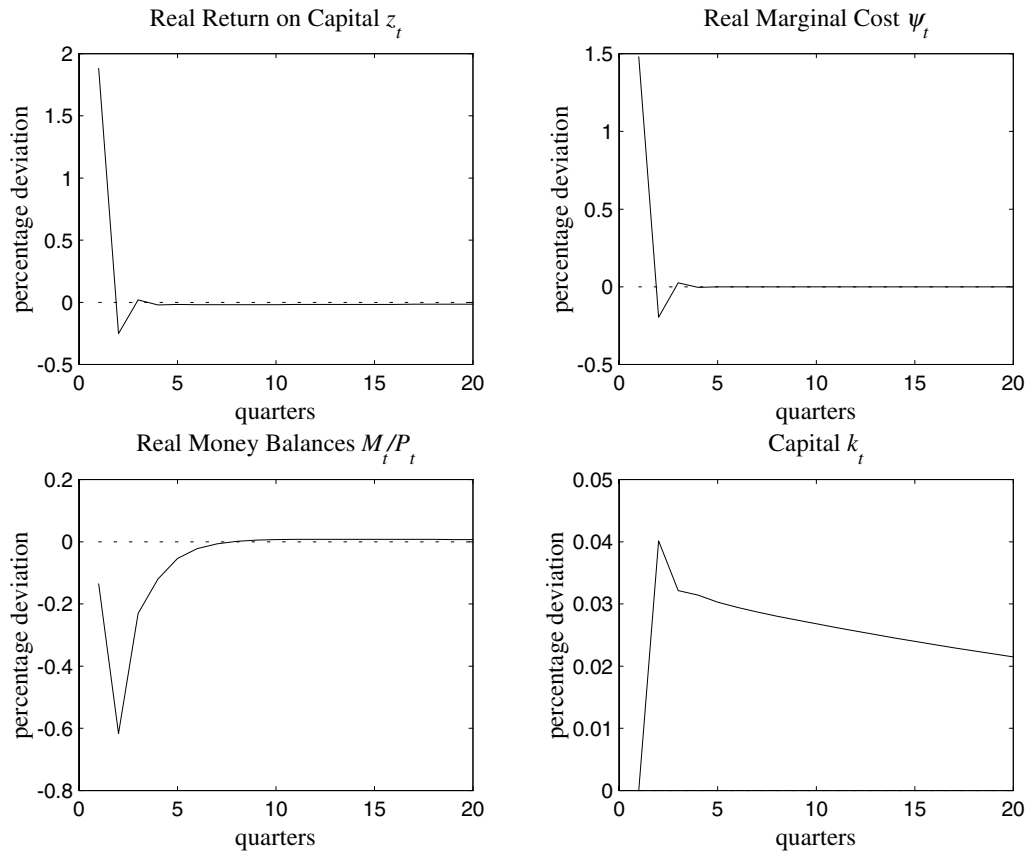 Real Return on Capital z_t
2
1.5
1
0.5
0
-0.5
percentage deviation
0 5 10 15 20
quarters
Real Marginal Cost ψ_t
1.5
1
0.5
0
-0.5
percentage deviation
0 5 10 15 20
quarters
Real Money Balances M_t/P_t
0.2
0
-0.2
-0.4
-0.6
-0.8
percentage deviation
0 5 10 15 20
quarters
Capital k_t
0.05
0.04
0.03
0.02
0.01
0
percentage deviation
0 5 10 15 20
quarters